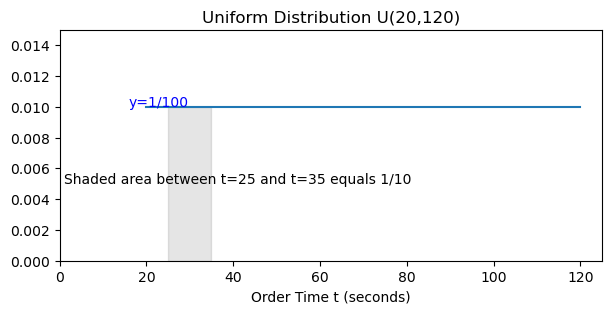 Uniform Distribution U(20,120)
0.014
0.012
0.010
y=1/100
0.008
0.006
Shaded area between t=25 and t=35 equals 1/10
0.004
0.002
0.000
0 20 40 60 80 100 120
Order Time t (seconds)